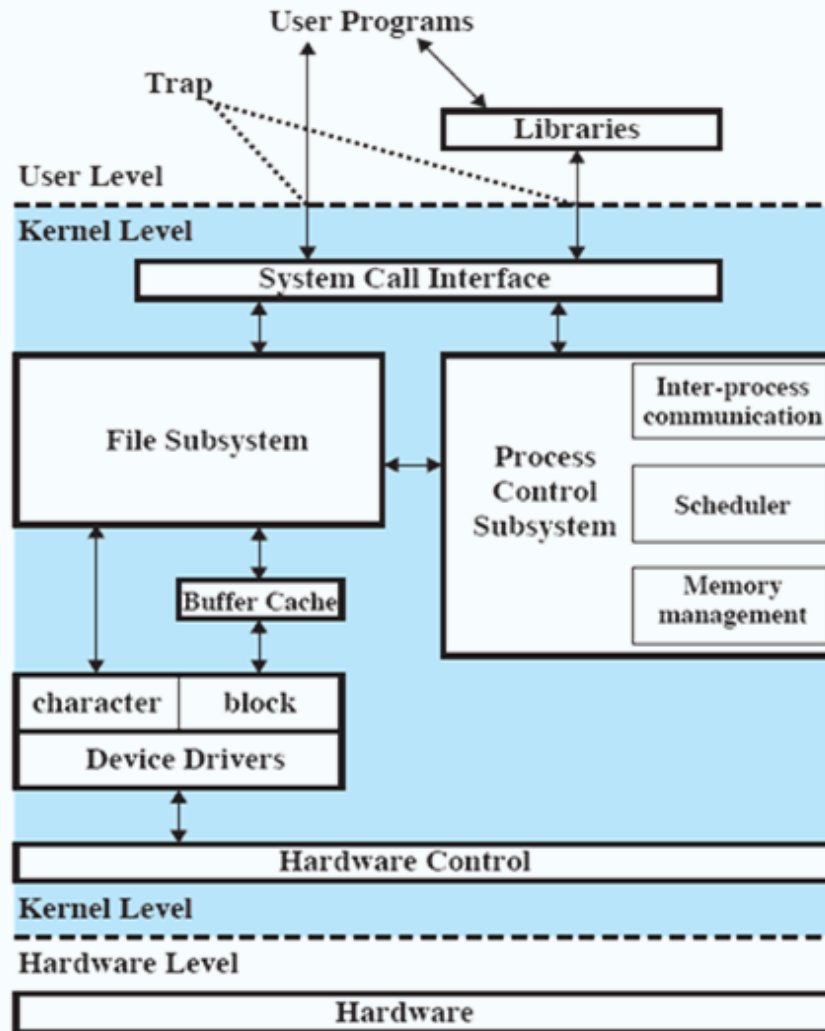 User Programs
Trap
Libraries
User Level
Kernel Level
System Call Interface
File Subsystem
Process
Control
Subsystem
Inter-process
communication
Scheduler
Memory
management
Buffer Cache
character
block
Device Drivers
Hardware Control
Kernel Level
Hardware Level
Hardware